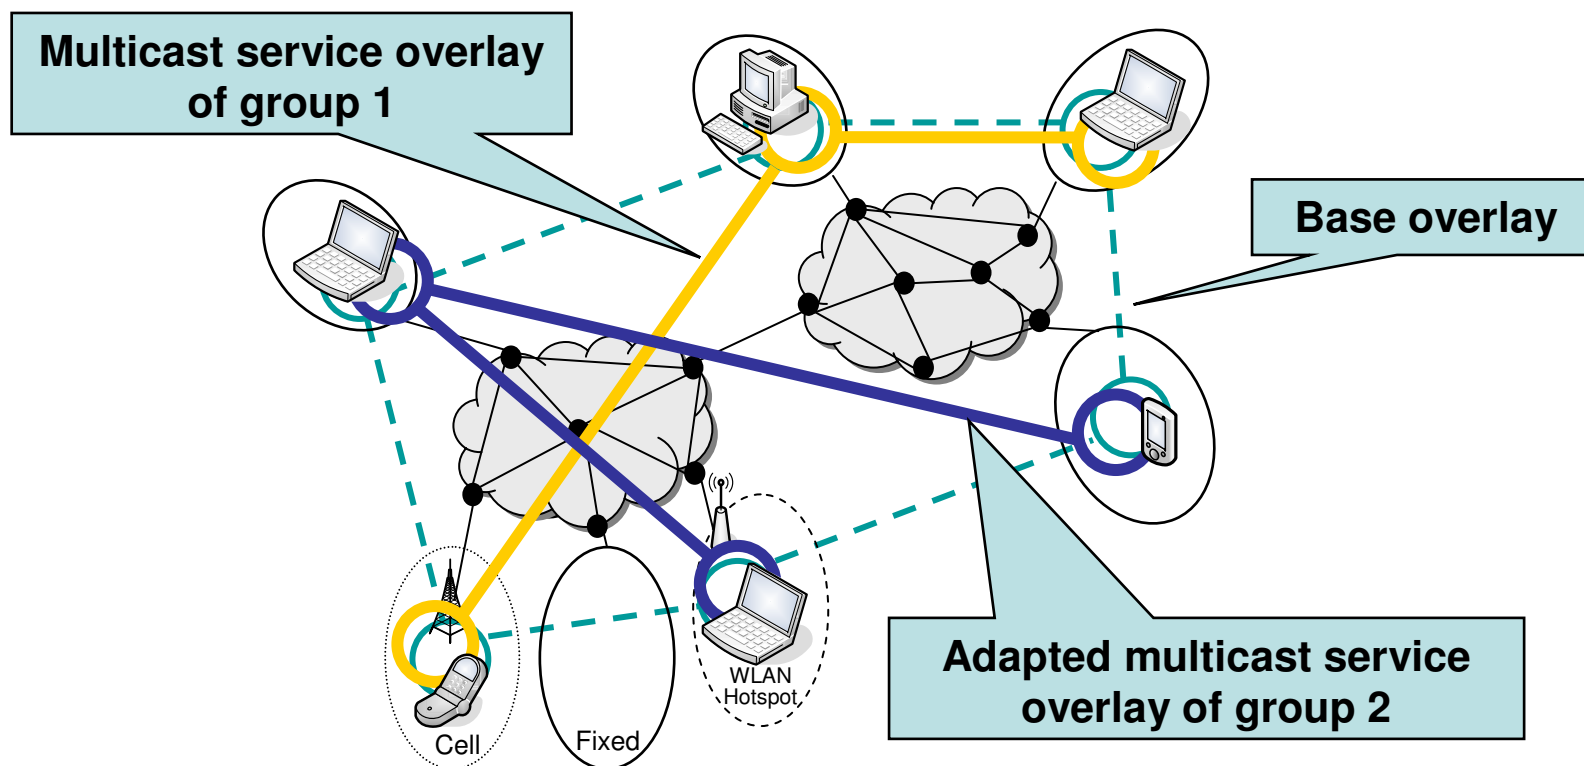 Multicast service overlay
of group 1
Base overlay
Adapted multicast service
overlay of group 2
WLAN
Hotspot
Cell
Fixed